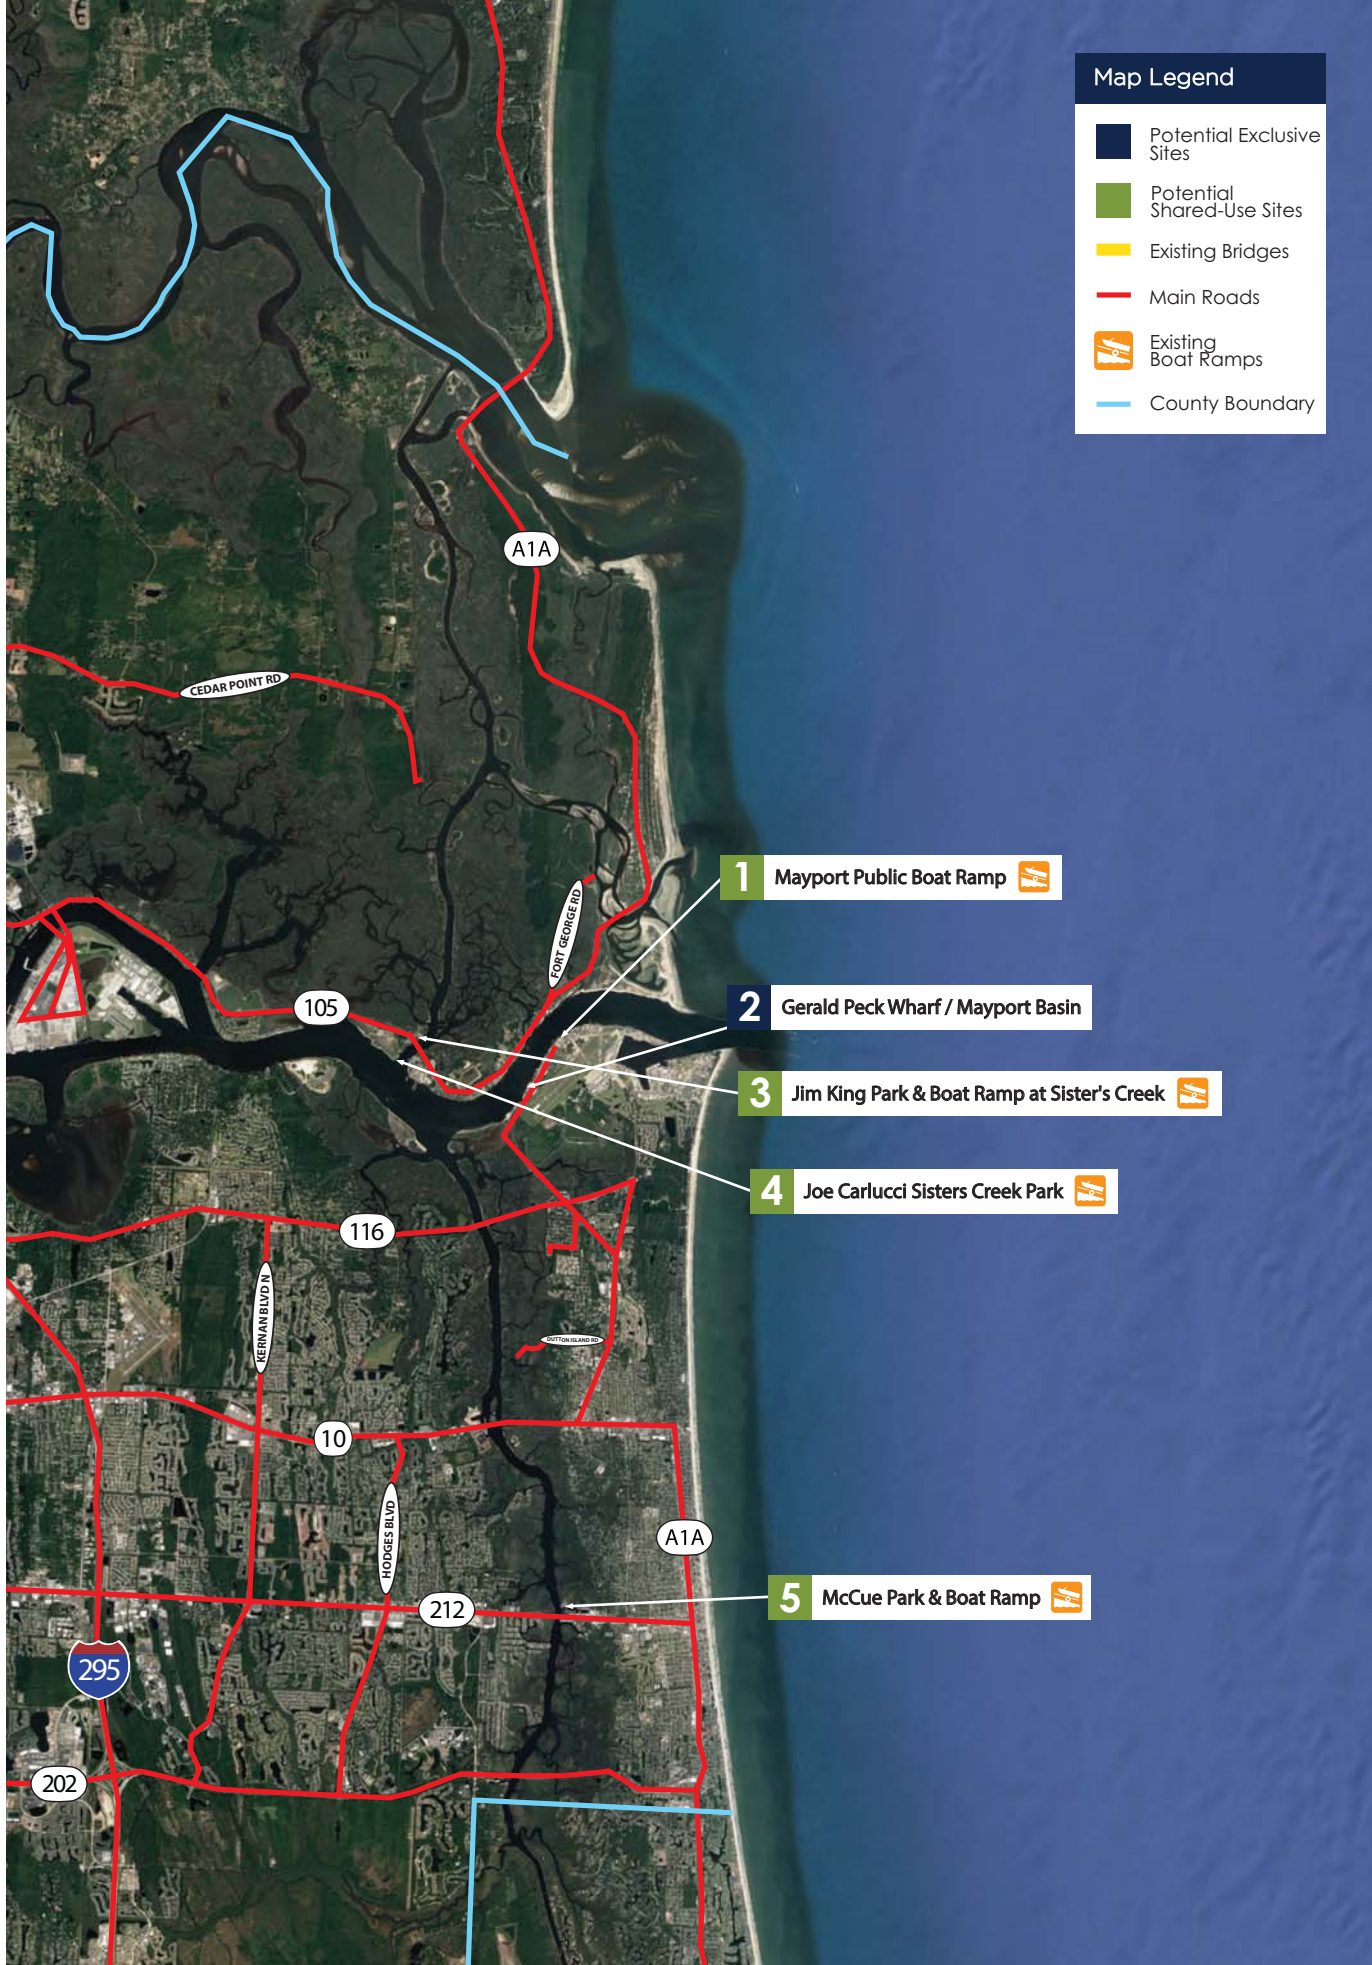 Map Legend
Potential Exclusive
Sites
Potential
Shared-Use Sites
Existing Bridges
Main Roads
Existing
Boat Ramps
County Boundary
A1A
CEDAR POINT RD
1 Mayport Public Boat Ramp
FORT GEORGE RD
2 Gerald Peck Wharf / Mayport Basin
105
3 Jim King Park & Boat Ramp at Sister's Creek
4 Joe Carlucci Sisters Creek Park
116
KERNAN BLVD N
DUTTON ISLAND RD
10
HODGES BLVD
A1A
5 McCue Park & Boat Ramp
212
295
202